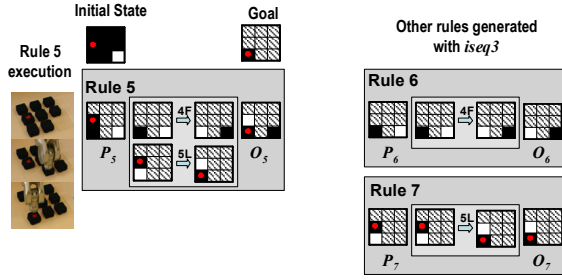 Initial State
Goal
Rule 5
execution
Rule 5
4F
5L
P5
O5
Other rules generated
with iseq3
Rule 6
4F
P6
O6
Rule 7
5L
P7
O7